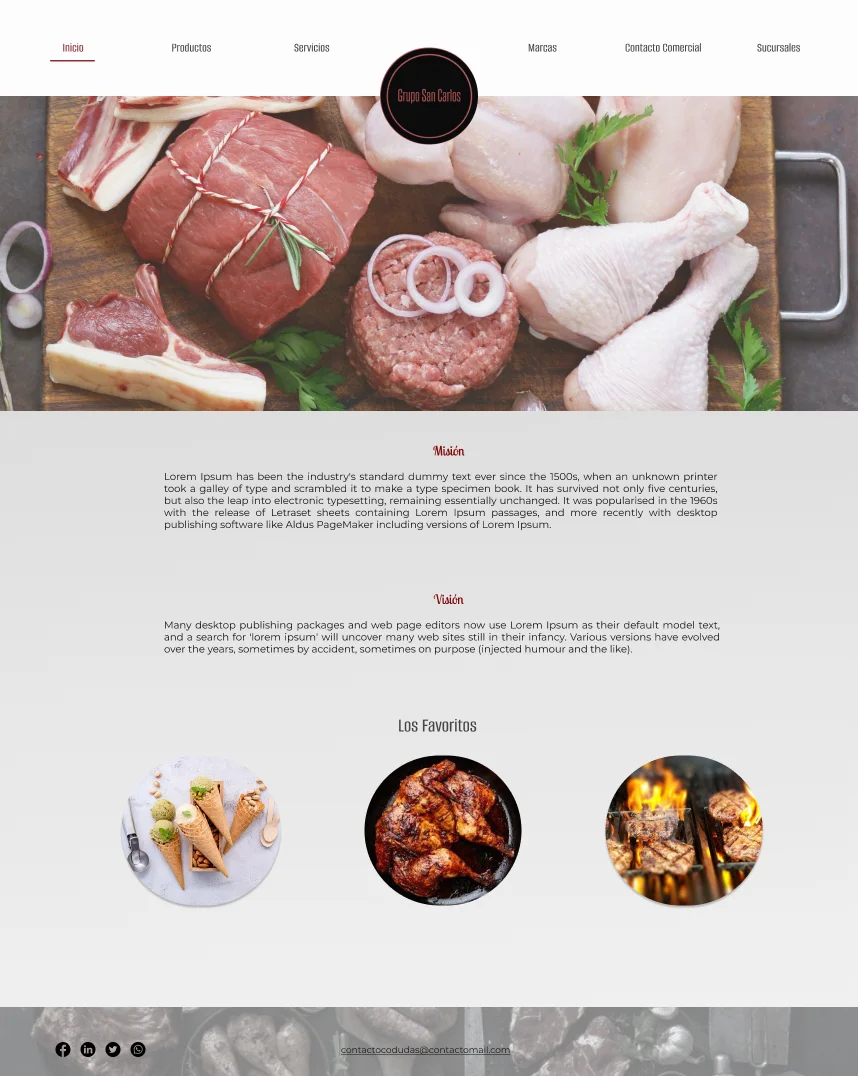 Inicio
Productos
Servicios
Marcas
Contacto Comercial
Sucursales
Grupo San Carlos
Misión
Lorem Ipsum has been the industry's standard dummy text ever since the 1500s, when an unknown printer
took a galley of type and scrambled it to make a type specimen book. It has survived not only five centuries,
but also the leap into electronic typesetting, remaining essentially unchanged. It was popularised in the 1960s
with the release of Letraset sheets containing Lorem Ipsum passages, and more recently with desktop
publishing software like Aldus PageMaker including versions of Lorem Ipsum.
Visión
Many desktop publishing packages and web page editors now use Lorem Ipsum as their default model text,
and a search for 'lorem ipsum' will uncover many web sites still in their infancy. Various versions have evolved
over the years, sometimes by accident, sometimes on purpose (injected humour and the like).
Los Favoritos
contactocodudas@contactomail.com